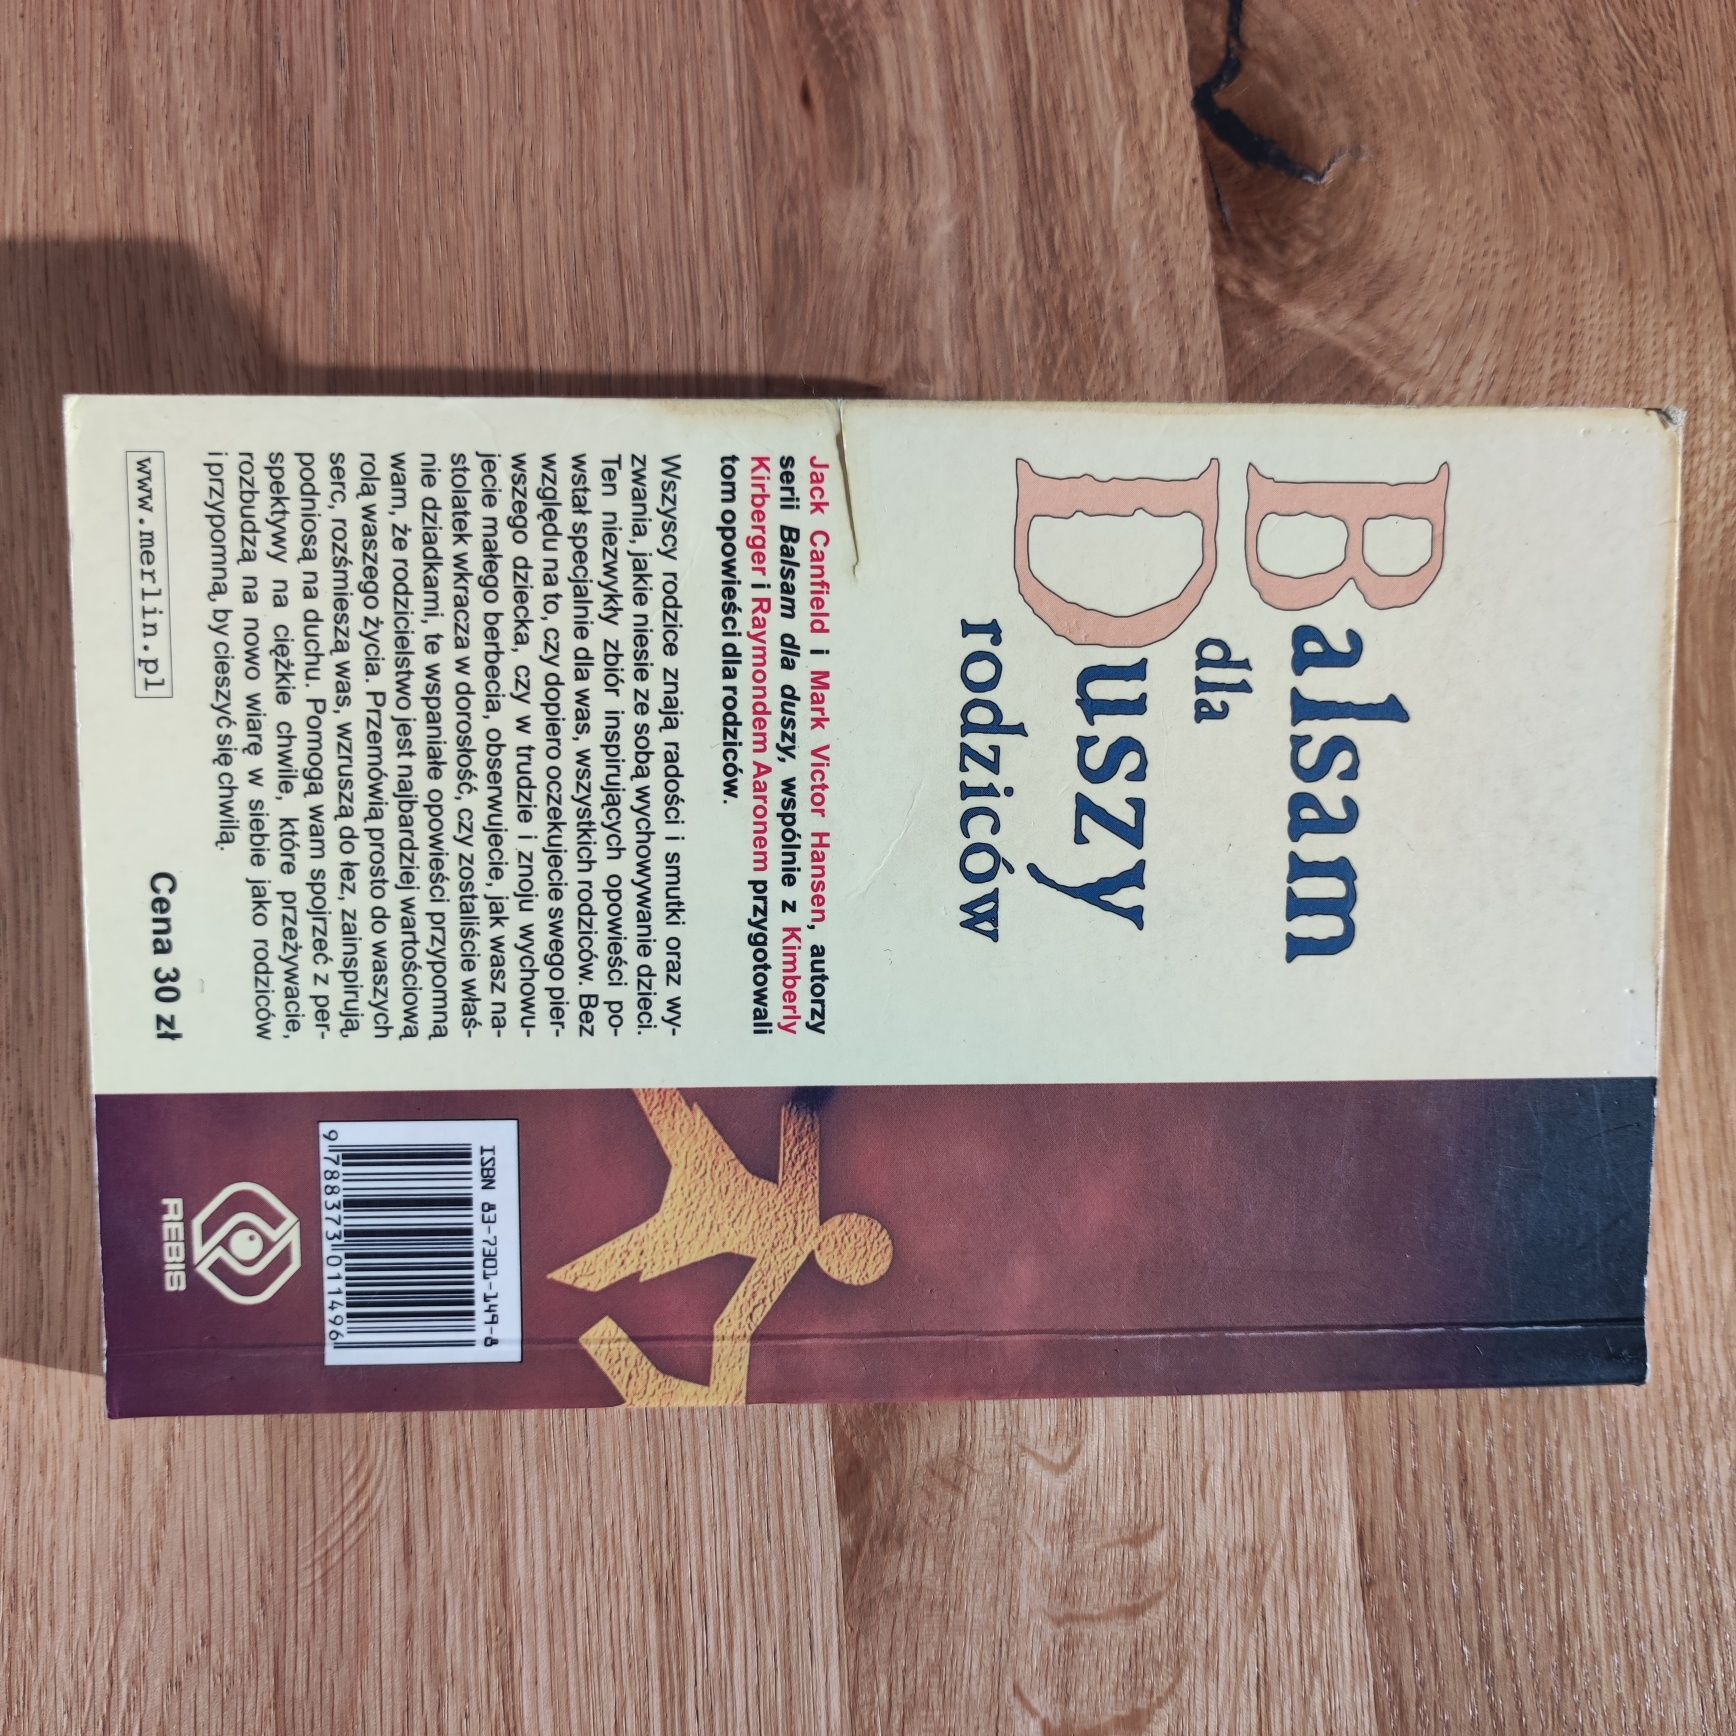 Balsam
dla
Duszy
rodziców
Jack Canfield i Mark Victor Hansen, autorzy
serii Balsam dla duszy, wspólnie z Kimberly
Kirberger i Raymondem Aaronem przygotowali
tom opowieści dla rodziców.
Wszyscy rodzice znają radości i smutki oraz wy-
zwania, jakie niesie ze sobą wychowywanie dzieci.
Ten niezwykły zbiór inspirujących opowieści po-
wstał specjalnie dla was, wszystkich rodziców. Bez
względu na to, czy dopiero oczekujecie swego pier-
wszego dziecka, czy w trudzie i znoju wychowu-
jecie małego berbecia, obserwujecie, jak wasz na-
stolatek wkracza w dorosłość, czy zostaliście właś-
nie dziadkami, te wspaniałe opowieści przypomną
wam, że rodzicielstwo jest najbardziej wartościową
rolą waszego życia. Przemówią prosto do waszych
serc, rozśmieszą was, wzruszą do łez, zainspirują,
podniosą na duchu. Pomogą wam spojrzeć z per-
spektywy na ciężkie chwile, które przeżywacie,
rozbudzą na nowo wiarę w siebie jako rodziców
i przypomną, by cieszyć się chwilą.
www.merlin.pl
Cena 30 zł
ISBN 83-7301-149-8
9 788373 011496
REBIS